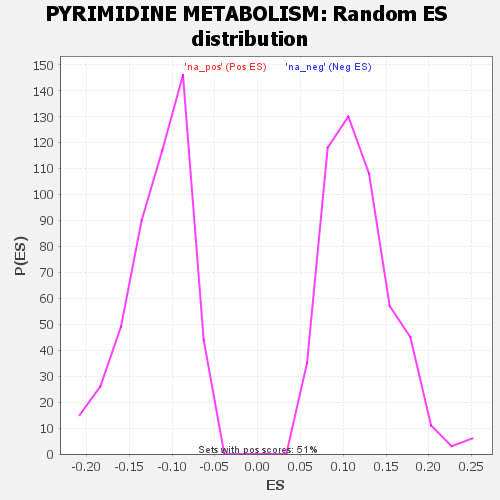 PYRIMIDINE METABOLISM: Random ES
distribution
'na_pos' (Pos ES) 'na_neg' (Neg ES)
150
140
130
120
110
100
90
80
70
60
50
40
30
20
10
0
P(ES)
Sets with pos scores: 51%
-0.20 -0.15 -0.10 -0.05 0.00 0.05 0.10 0.15 0.20 0.25
ES